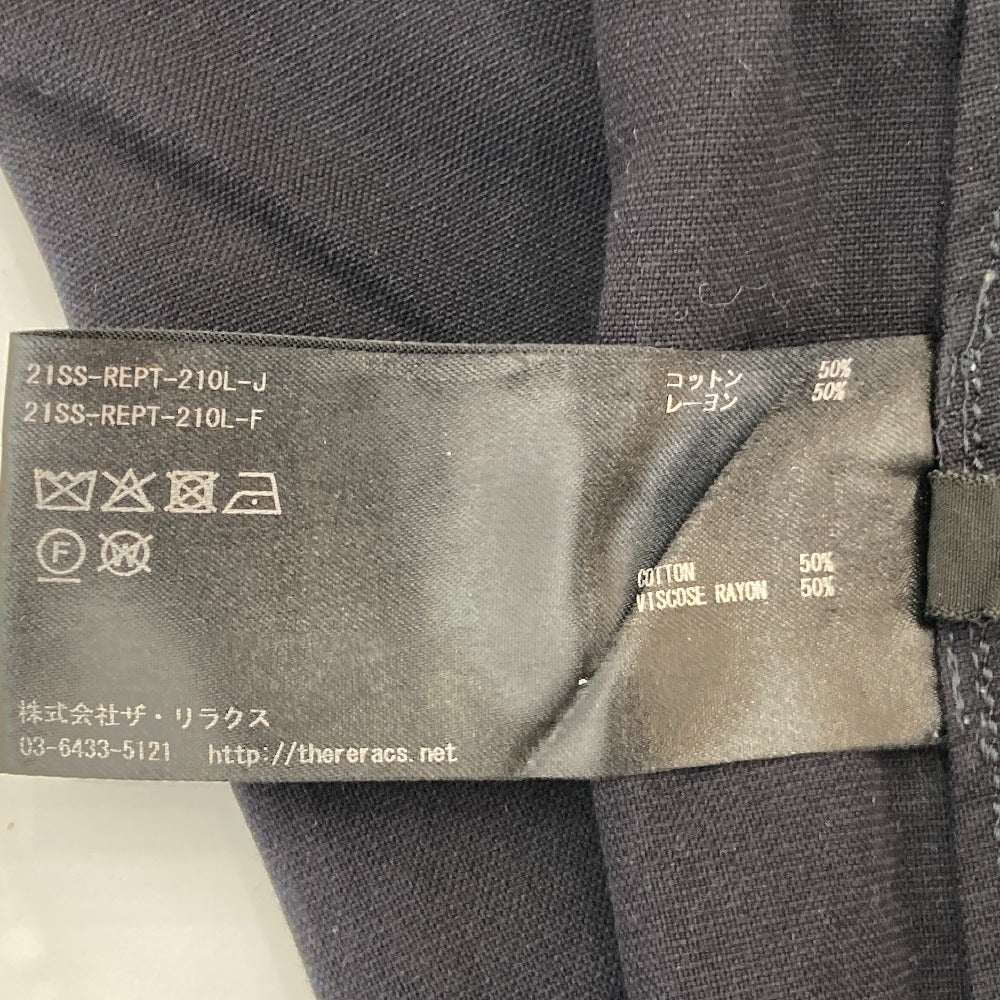 21SS-REPT-210L-J
21SS-REPT-210L-F
コットン 50%
レーヨン 50%
F W
COTTON 50%
VISCOSE RAYON 50%
株式会社ザ・リラクス
03-6433-5121 http://thereracs.net